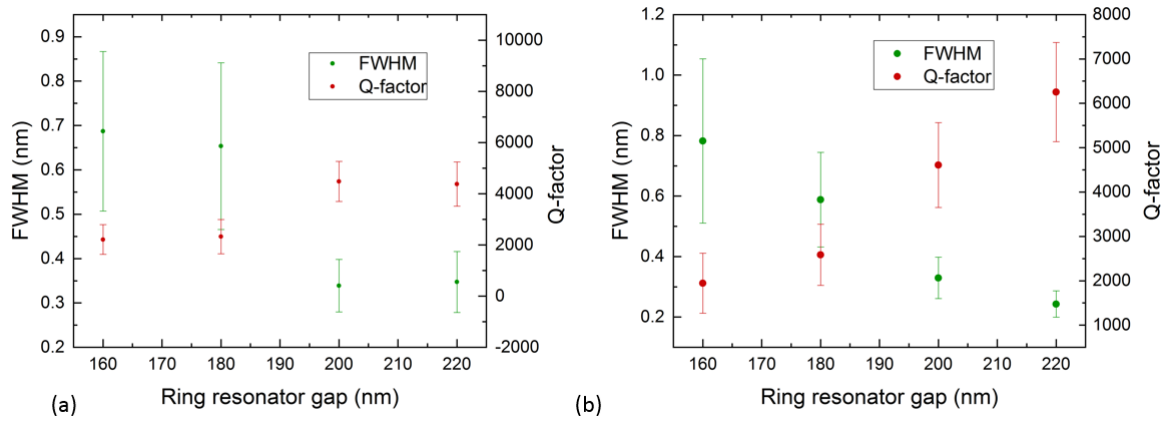 0.9
0.8
0.7
0.6
0.5
0.4
0.3
0.2
FWHM (nm)
FWHM
Q-factor
10000
8000
6000
4000
2000
0
-2000
Q-factor
160 170 180 190 200 210 220
Ring resonator gap (nm)
(a)
1.2
1.0
0.8
0.6
0.4
0.2
FWHM (nm)
FWHM
Q-factor
8000
7000
6000
5000
4000
3000
2000
1000
Q-factor
160 170 180 190 200 210 220
Ring resonator gap (nm)
(b)